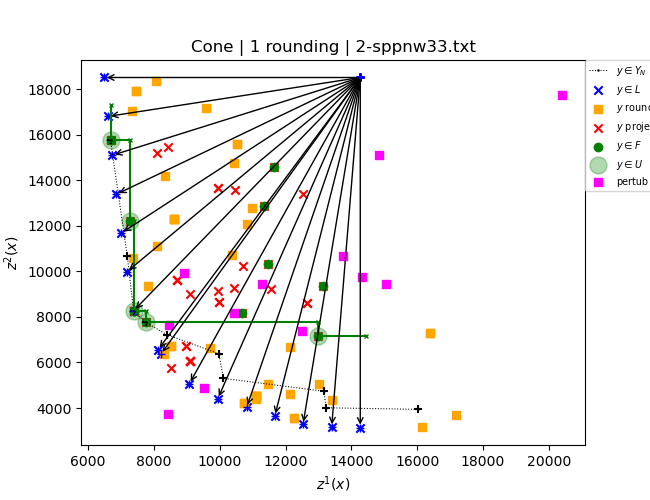 Cone | 1 rounding | 2-sppnw33.txt
z²(x)
18000
16000
14000
12000
10000
8000
6000
4000
6000 8000 10000 12000 14000 16000 18000 20000
z¹(x)
y ∈ Y_N
y ∈ L
y roun
y proje
y ∈ F
y ∈ U
pertub